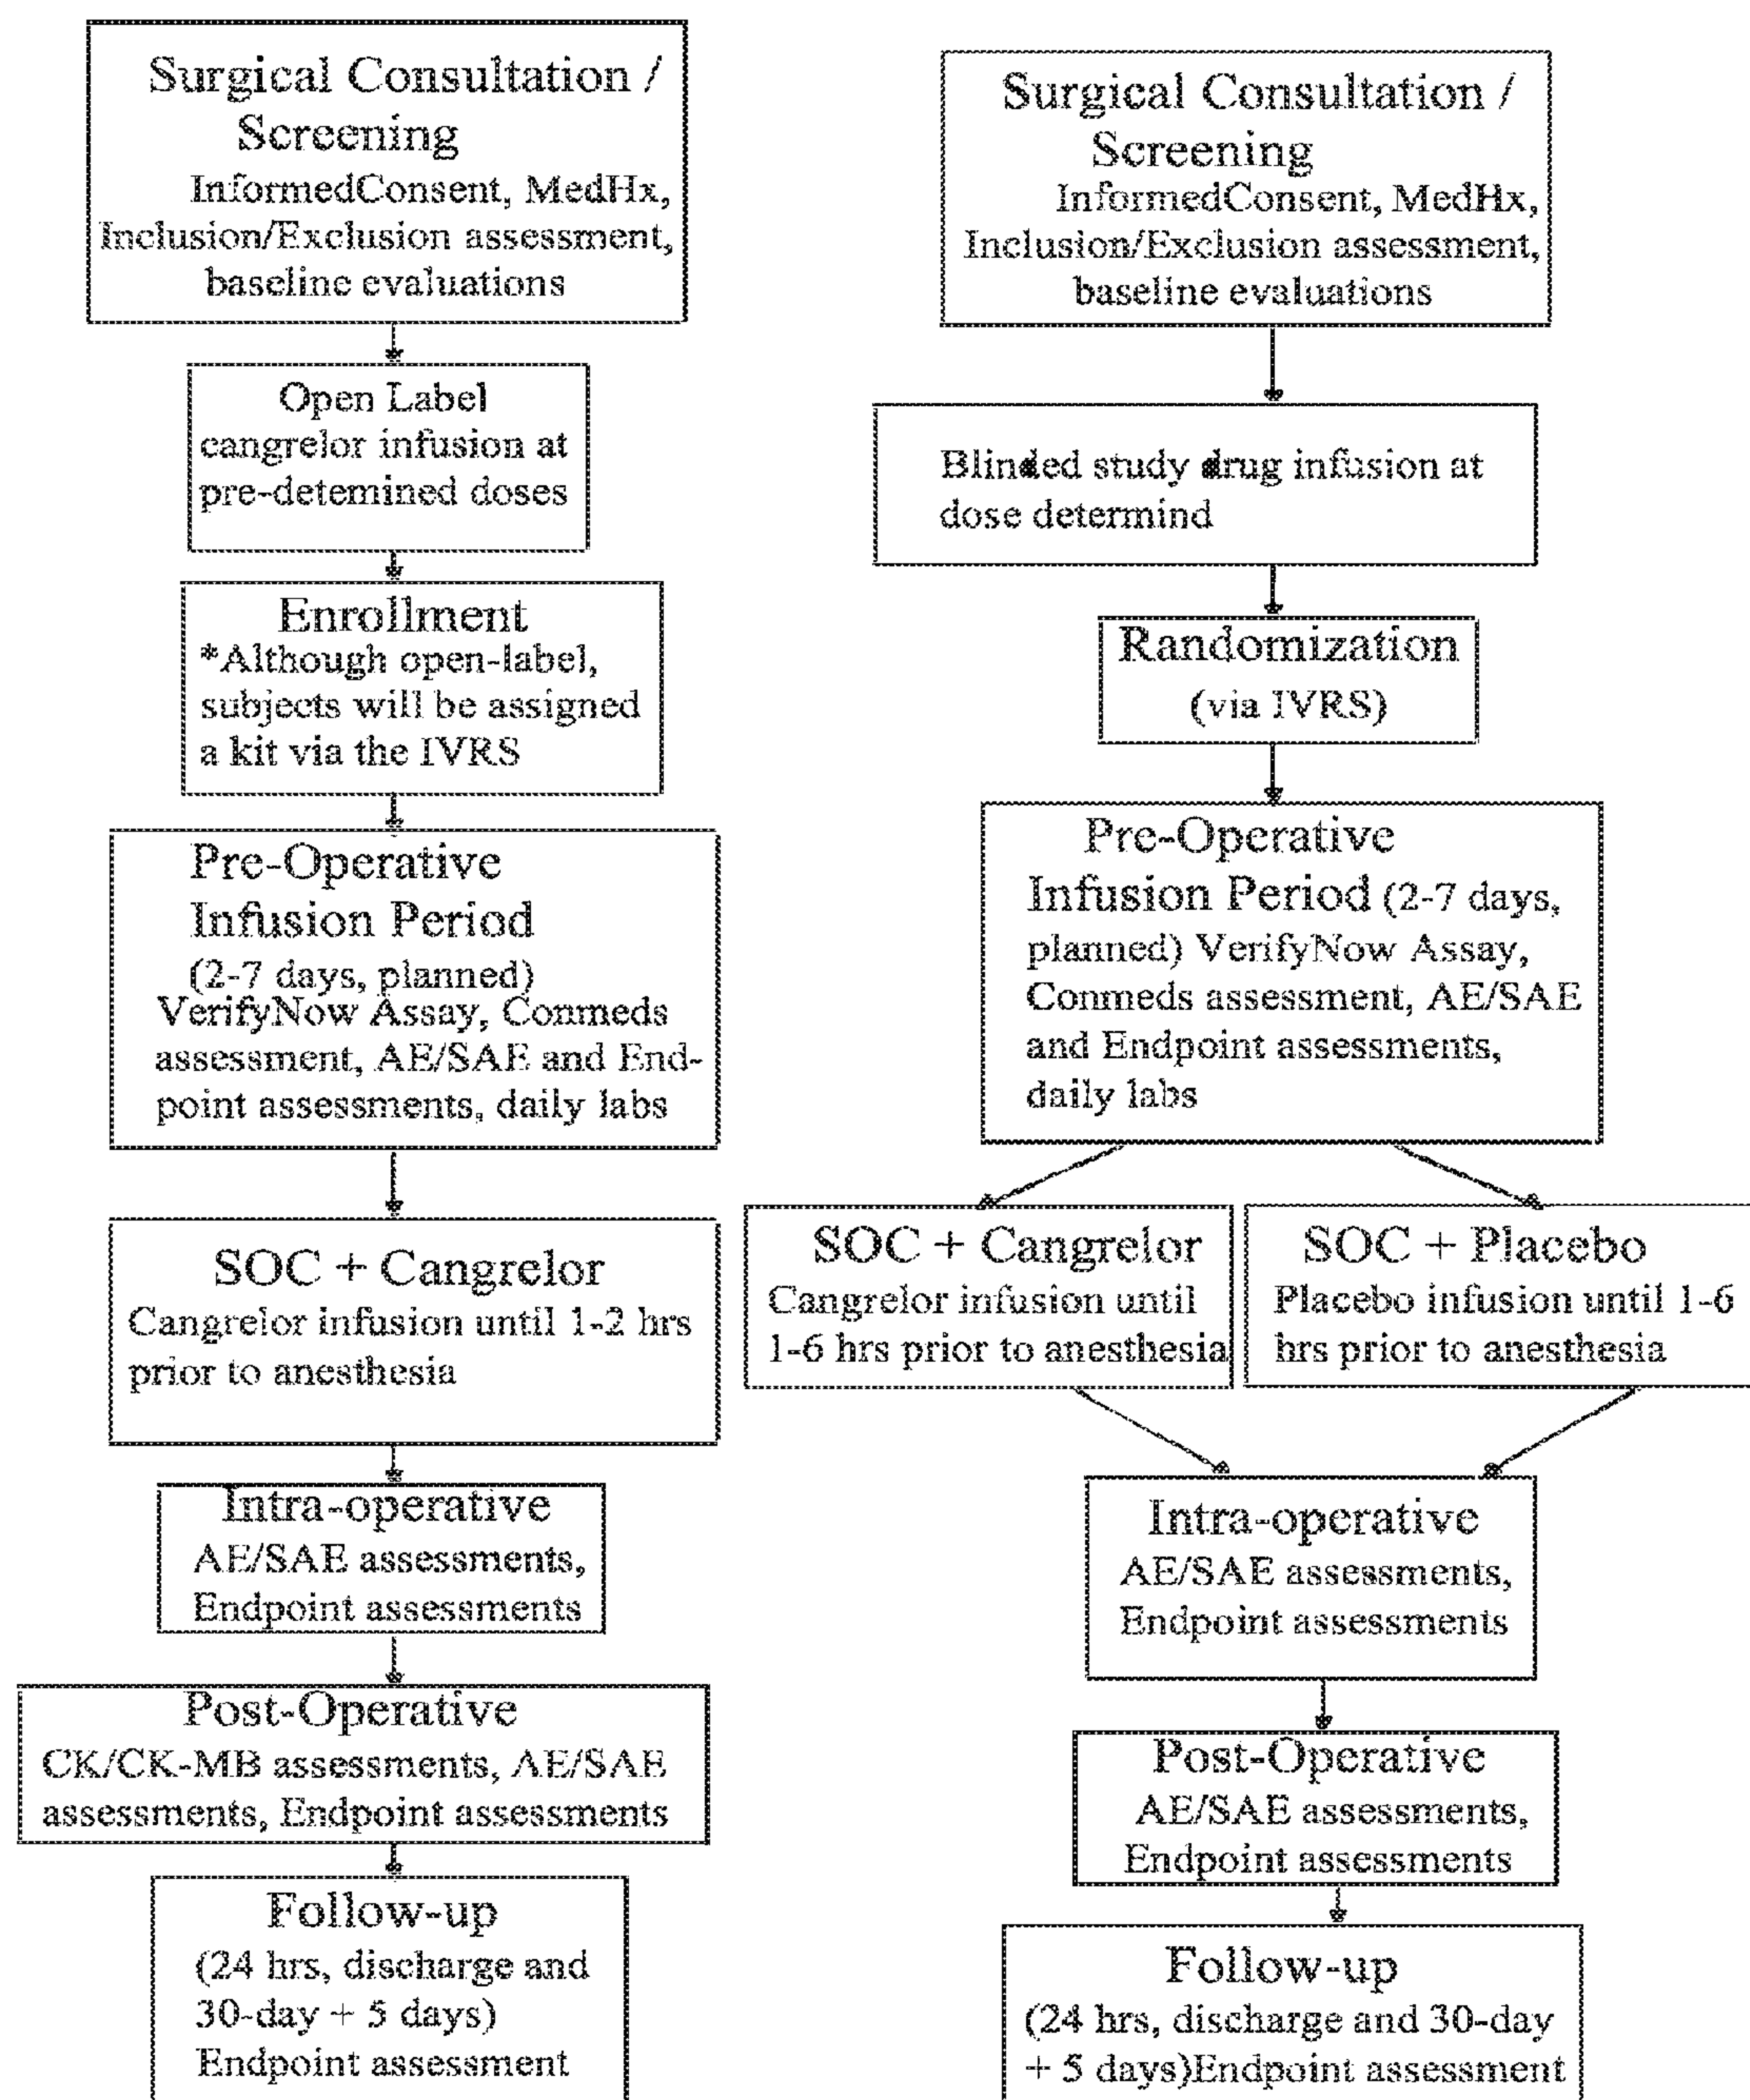 Surgical Consultation /
Screening
InformedConsent, MedHx,
Inclusion/Exclusion assessment,
baseline evaluations
Open Label
cangrelor infusion at
pre-detemined doses
Enrollment
*Although open-label,
subjects will be assigned
a kit via the IVRS
Pre-Operative
Infusion Period
(2-7 days, planned)
VerifyNow Assay, Conmeds
assessment, AE/SAE and End-
point assessments, daily labs
SOC + Cangrelor
Cangrelor infusion until 1-2 hrs
prior to anesthesia
Intra-operative
AE/SAE assessments,
Endpoint assessments
Post-Operative
CK/CK-MB assessments, AE/SAE
assessments, Endpoint assessments
Follow-up
(24 hrs, discharge and
30-day + 5 days)
Endpoint assessment
Surgical Consultation /
Screening
InformedConsent, MedHx,
Inclusion/Exclusion assessment,
baseline evaluations
Blinded study drug infusion at
dose determind
Randomization
(via IVRS)
Pre-Operative
Infusion Period (2-7 days,
planned) VerifyNow Assay,
Conmeds assessment, AE/SAE
and Endpoint assessments,
daily labs
SOC + Cangrelor
Cangrelor infusion until
1-6 hrs prior to anesthesia
SOC + Placebo
Placebo infusion until 1-6
hrs prior to anesthesia
Intra-operative
AE/SAE assessments,
Endpoint assessments
Post-Operative
AE/SAE assessments,
Endpoint assessments
Follow-up
(24 hrs, discharge and 30-day
+ 5 days)Endpoint assessment